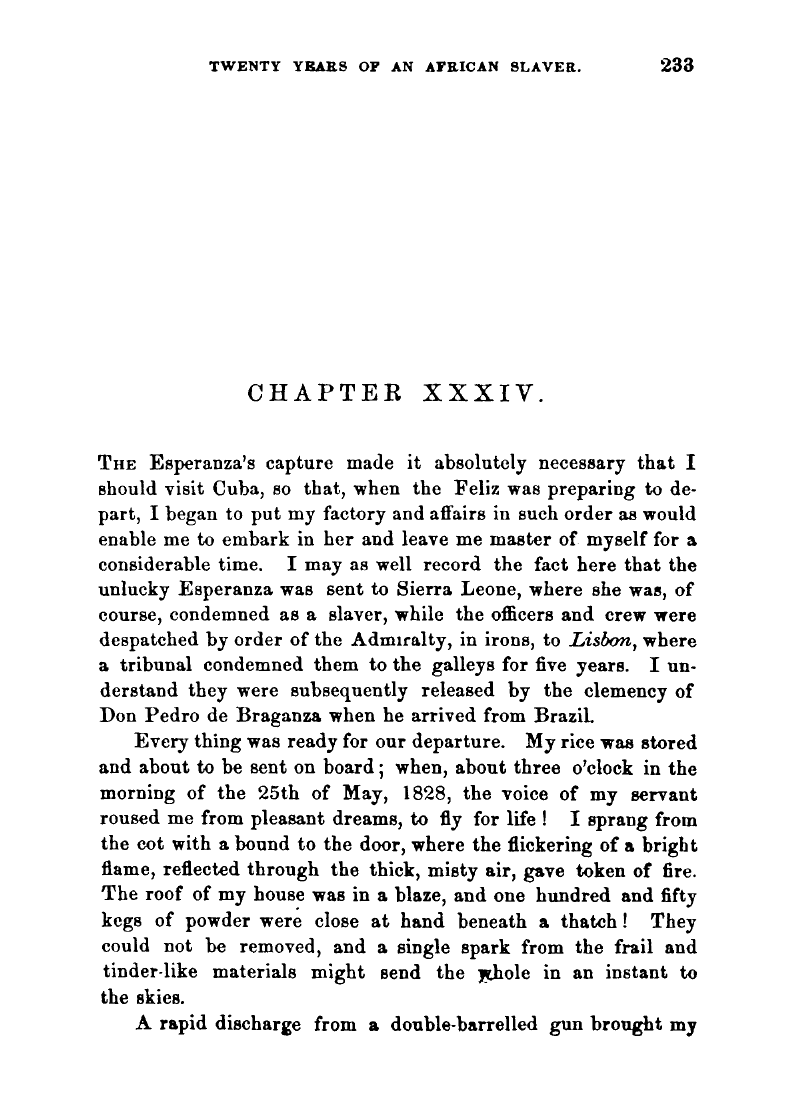 TWENTY YEARS OF AN AFRICAN SLAVER. 233
CHAPTER XXXIV.
THE Esperanza's capture made it absolutely necessary that I
should visit Cuba, so that, when the Feliz was preparing to de-
part, I began to put my factory and affairs in such order as would
enable me to embark in her and leave me master of myself for a
considerable time. I may as well record the fact here that the
unlucky Esperanza was sent to Sierra Leone, where she was, of
course, condemned as a slaver, while the officers and crew were
despatched by order of the Admiralty, in irons, to Lisbon, where
a tribunal condemned them to the galleys for five years. I un-
derstand they were subsequently released by the clemency of
Don Pedro de Braganza when he arrived from Brazil.
Every thing was ready for our departure. My rice was stored
and about to be sent on board; when, about three o'clock in the
morning of the 25th of May, 1828, the voice of my servant
roused me from pleasant dreams, to fly for life! I sprang from
the cot with a bound to the door, where the flickering of a bright
flame, reflected through the thick, misty air, gave token of fire.
The roof of my house was in a blaze, and one hundred and fifty
kegs of powder were close at hand beneath a thatch! They
could not be removed, and a single spark from the frail and
tinder-like materials might send the whole in an instant to
the skies.
A rapid discharge from a double-barrelled gun brought my